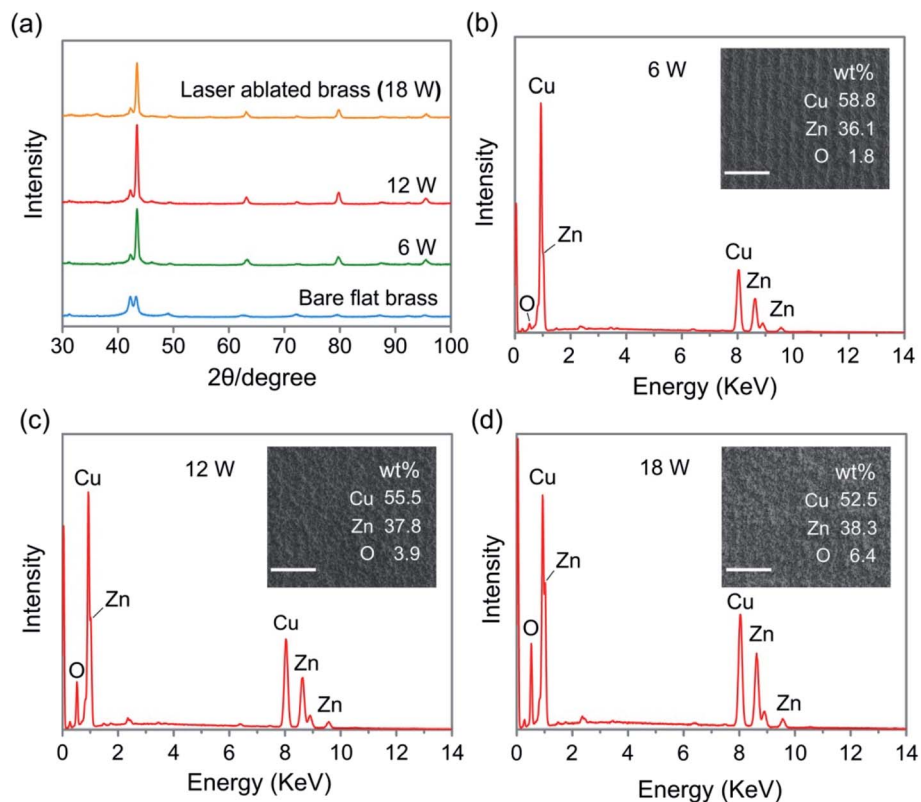 (a)
Laser ablated brass (18 W)
12 W
6 W
Bare flat brass
Intensity
30 40 50 60 70 80 90 100
2θ/degree
(b)
6 W
wt%
Cu 58.8
Zn 36.1
O 1.8
Cu
Zn
O
Cu
Zn
Zn
Intensity
0 2 4 6 8 10 12 14
Energy (KeV)
(c)
12 W
wt%
Cu 55.5
Zn 37.8
O 3.9
Cu
Zn
O
Cu
Zn
Zn
Intensity
0 2 4 6 8 10 12 14
Energy (KeV)
(d)
18 W
wt%
Cu 52.5
Zn 38.3
O 6.4
Cu
Zn
O
Cu
Zn
Zn
Intensity
0 2 4 6 8 10 12 14
Energy (KeV)